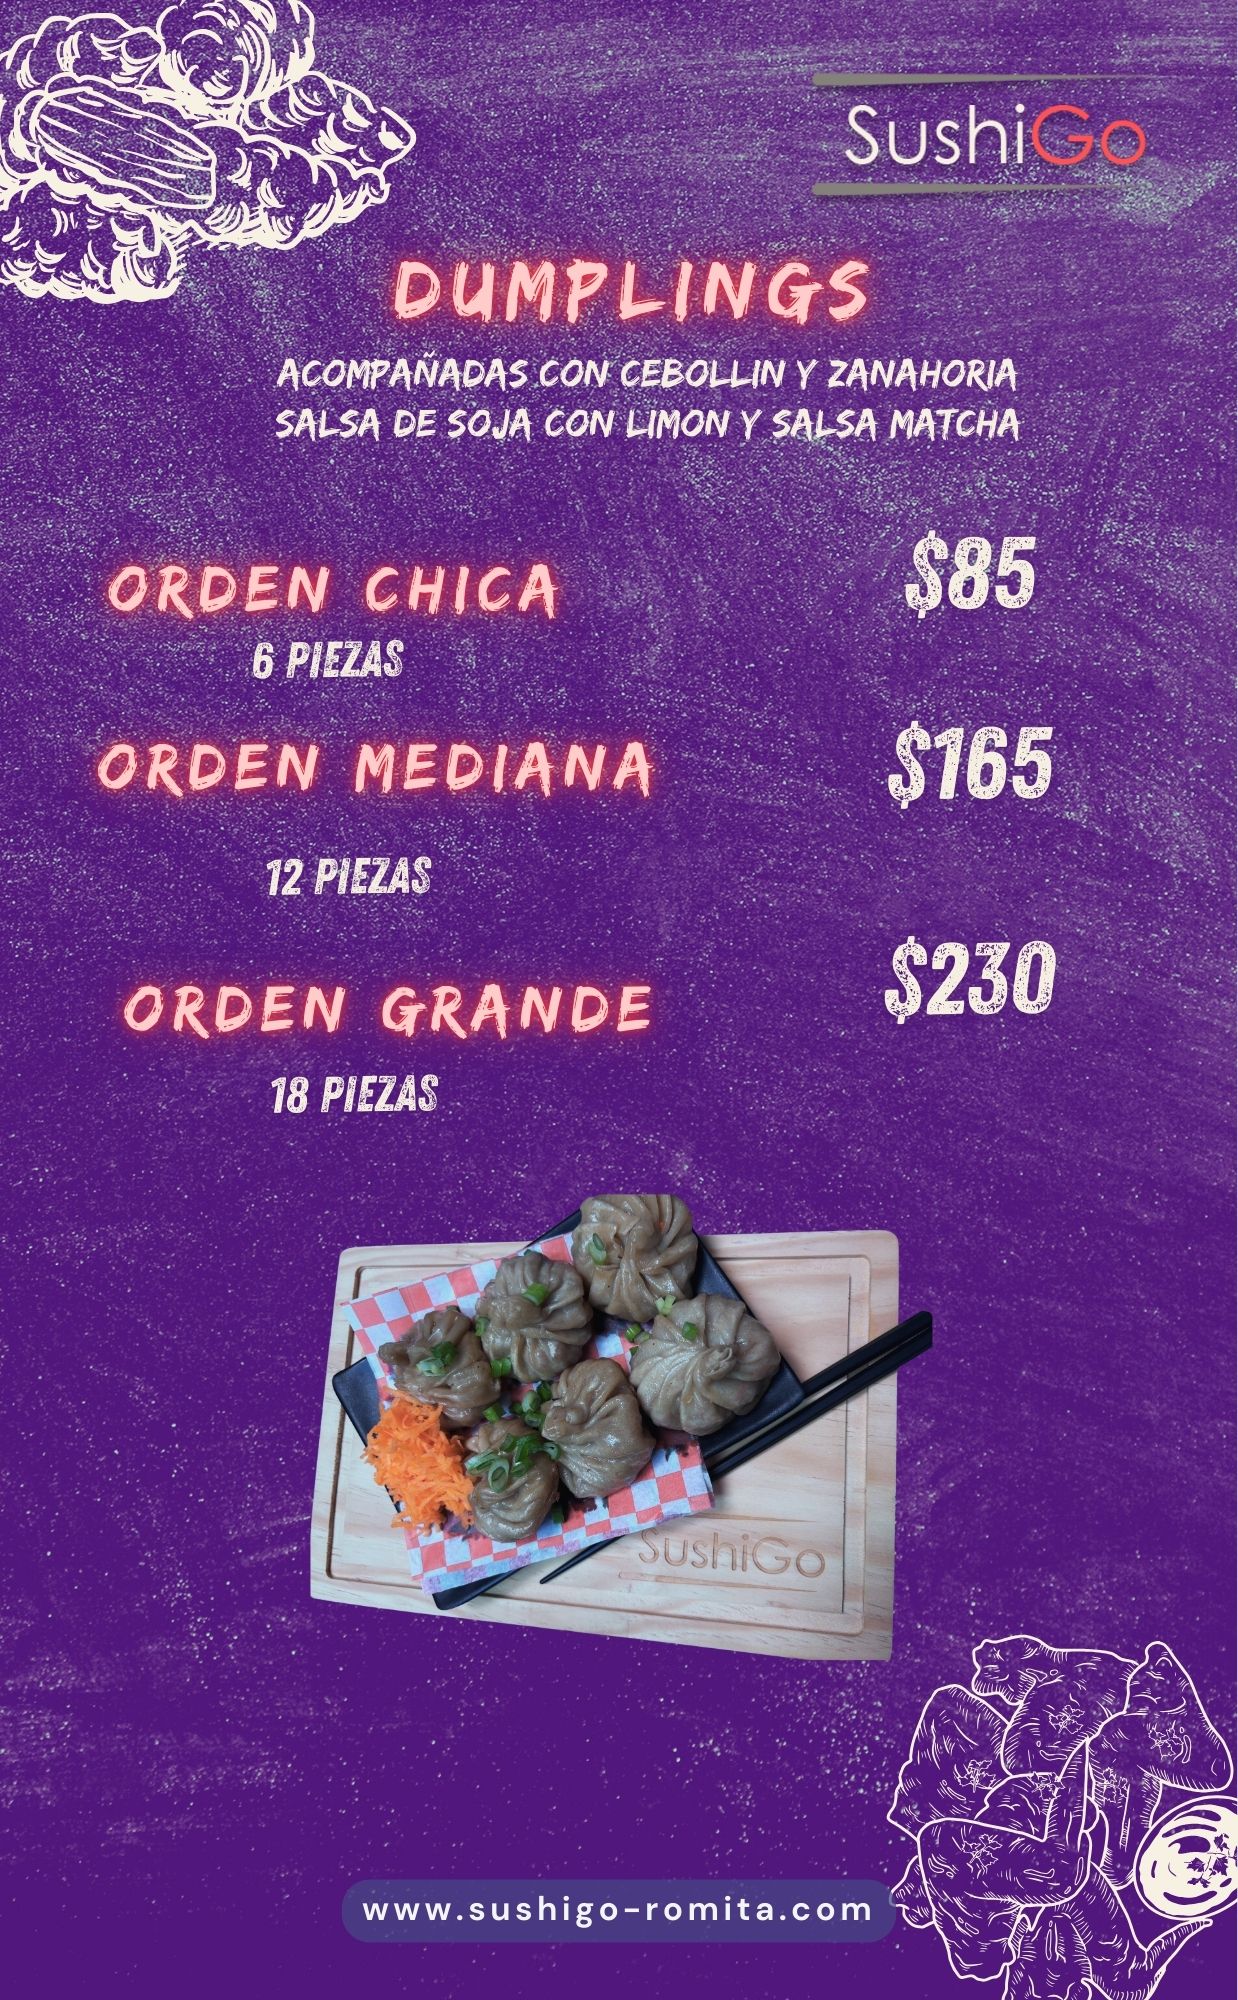 SushiGo
DUMPLINGS
ACOMPAÑADAS CON CEBOLLIN Y ZANAHORIA
SALSA DE SOJA CON LIMON Y SALSA MATCHA
ORDEN CHICA $85
6 PIEZAS
ORDEN MEDIANA $165
12 PIEZAS
ORDEN GRANDE $230
18 PIEZAS
SushiGo
www.sushigo-romita.com